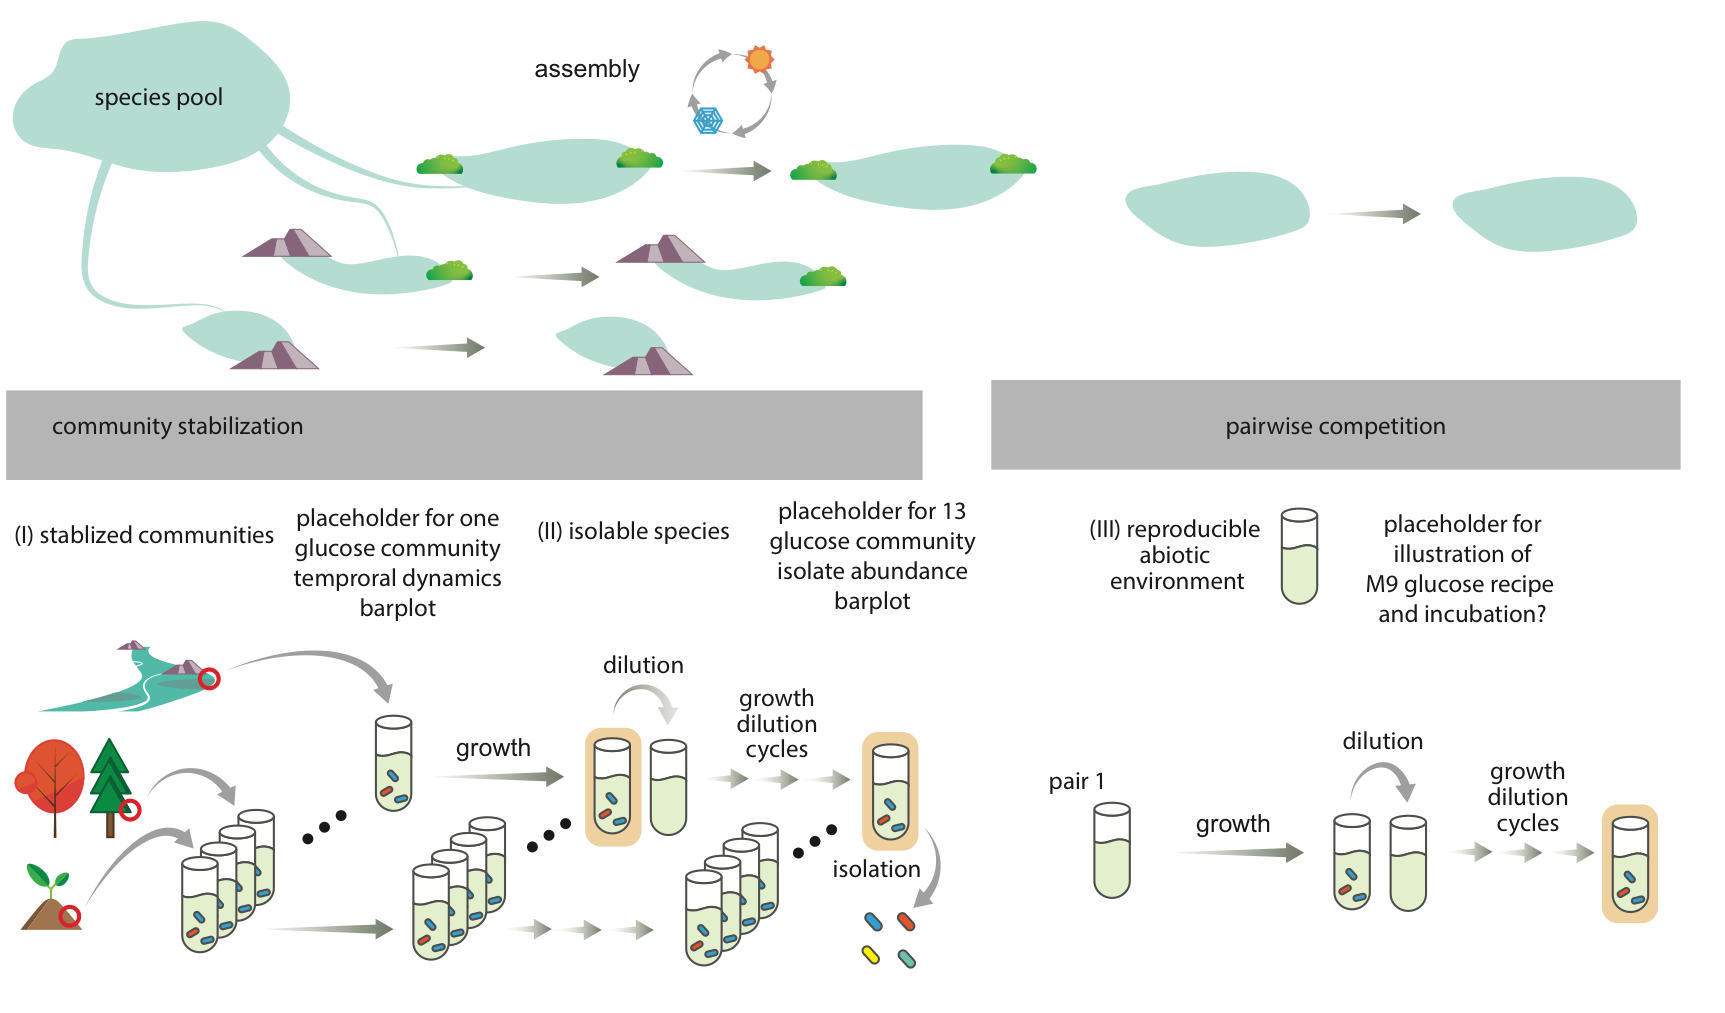 species pool
assembly
community stabilization
pairwise competition
(I) stablized communities
placeholder for one
glucose community
temproral dynamics
barplot
(II) isolable species
placeholder for 13
glucose community
isolate abundance
barplot
(III) reproducible
abiotic
environment
placeholder for
illustration of
M9 glucose recipe
and incubation?
growth
dilution
growth
dilution
cycles
isolation
pair 1
growth
dilution
growth
dilution
cycles